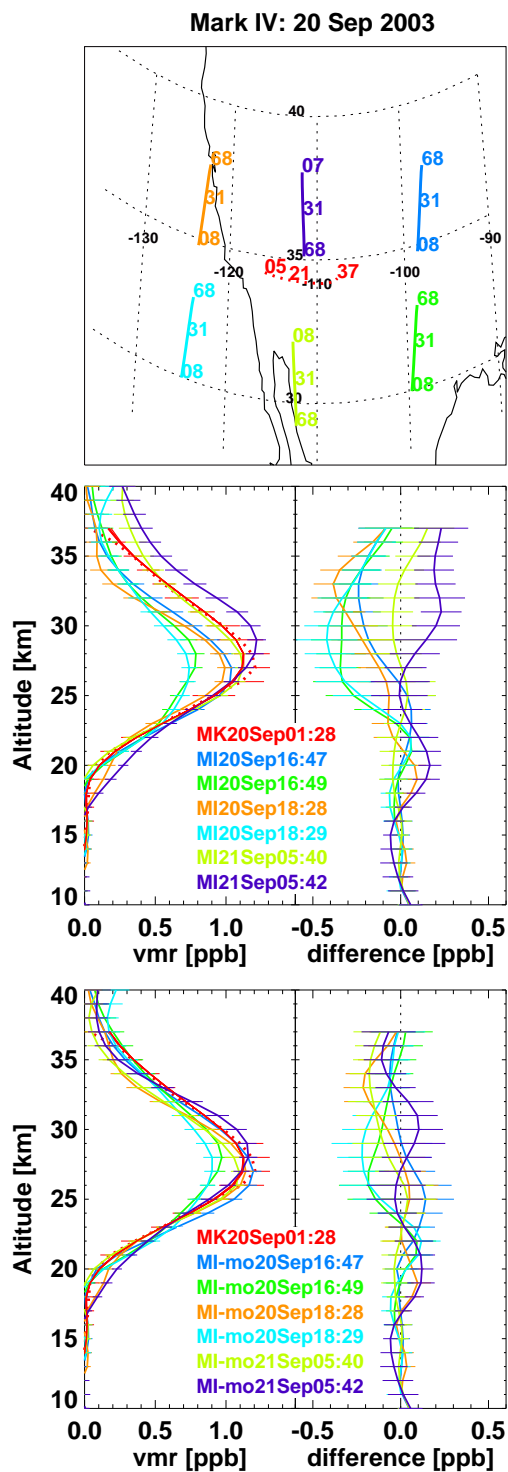 Mark IV: 20 Sep 2003
40
68 07 68
31 31 31
08 68 08
-130 -120 35 -110 -100 -90
05 21 37
68 08 68
31 31 31
08 68 08
30
40
35
30
25
20
15
10
Altitude [km]
MK20Sep01:28
MI20Sep16:47
MI20Sep16:49
MI20Sep18:28
MI20Sep18:29
MI21Sep05:40
MI21Sep05:42
0.0 0.5 1.0 -0.5 0.0 0.5
vmr [ppb] difference [ppb]
40
35
30
25
20
15
10
Altitude [km]
MK20Sep01:28
MI-mo20Sep16:47
MI-mo20Sep16:49
MI-mo20Sep18:28
MI-mo20Sep18:29
MI-mo21Sep05:40
MI-mo21Sep05:42
0.0 0.5 1.0 -0.5 0.0 0.5
vmr [ppb] difference [ppb]